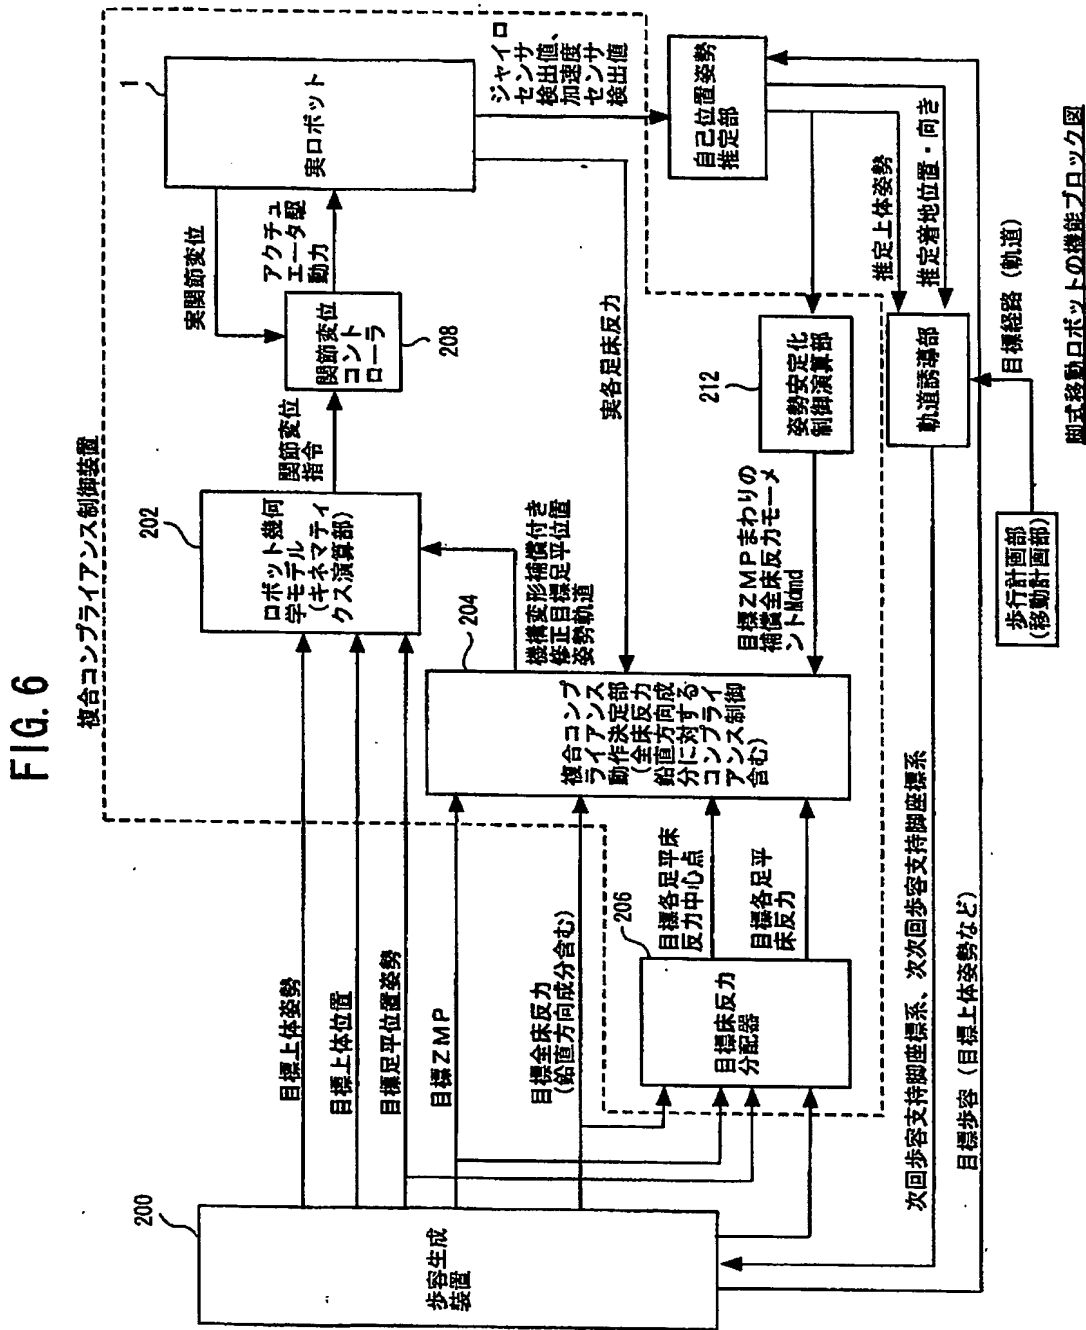 FIG. 6
複合コンプライアンス制御装置
200
歩容生成
装置
目標上体姿勢
目標上体位置
目標足平位置姿勢
目標ZMP
目標全床反力
(鉛直方向成分含む)
206
目標床反力
分配器
目標各足平床
反力中心点
目標各足平
床反力
202
ロボット幾何
学モデル
(キネマティ
クス演算部)
204
複合コンプ
ライアンス
動作決定部
(全床反力
鉛直方向成
分に対する
コンプライ
アンス制御
含む)
機構変形補償付き
修正目標足平位置
姿勢軌道
関節変位
指令
208
関節変位
コント
ローラ
実関節変位
アクチュ
エータ駆
動力
1
実ロボット
実各足床反力
ジャイロ
センサ
検出値、
加速度
センサ
検出値
自己位置姿勢
推定部
212
姿勢安定化
制御演算部
目標ZMPまわりの
補償全床反力モーメ
ントMdmd
推定上体姿勢
推定着地位置・向き
軌道誘導部
目標経路(軌道)
歩行計画部
(移動計画部)
次回歩容支持脚座標系、次次回歩容支持脚座標系
目標歩容(目標上体姿勢など)
脚式移動ロボットの機能ブロック図